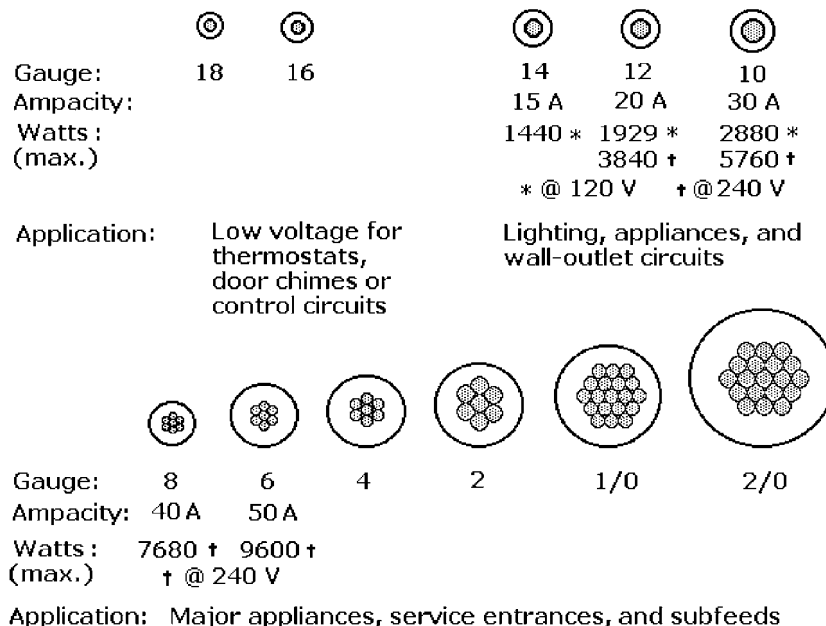 Gauge: 18 16 14 12 10
Ampacity: 15 A 20 A 30 A
Watts : 1440 * 1929 * 2880 *
(max.) 3840 † 5760 †
* @ 120 V † @ 240 V
Application: Low voltage for Lighting, appliances, and
thermostats, wall-outlet circuits
door chimes or
control circuits
Gauge: 8 6 4 2 1/0 2/0
Ampacity: 40 A 50 A
Watts : 7680 † 9600 †
(max.) † @ 240 V
Application: Major appliances, service entrances, and subfeeds